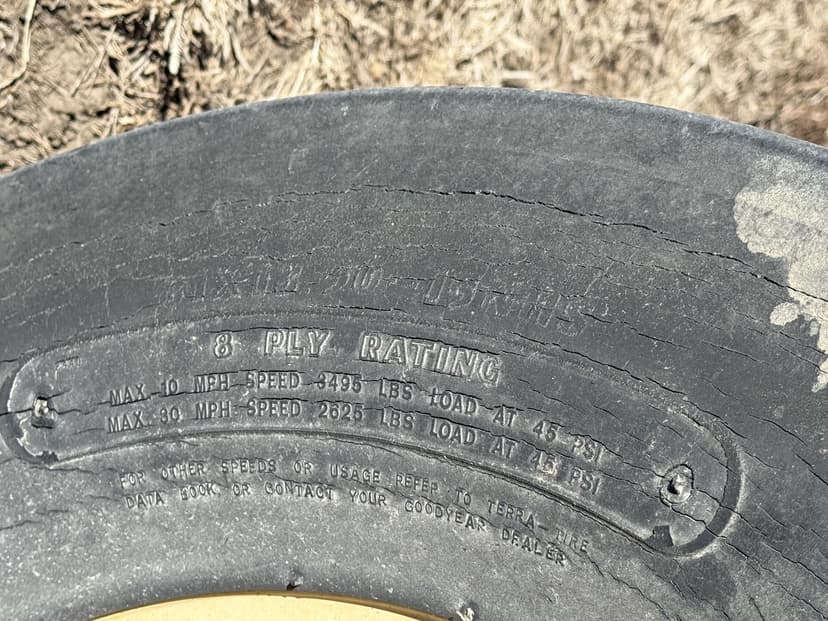 8 PLY RATING
MAX 10 MPH SPEED 3495 LBS LOAD AT 45 PSI
MAX 30 MPH SPEED 2625 LBS LOAD AT 45 PSI
FOR OTHER SPEEDS OR USAGE REFER TO TERRA-TIRE
DATA BOOK OR CONTACT YOUR GOODYEAR DEALER